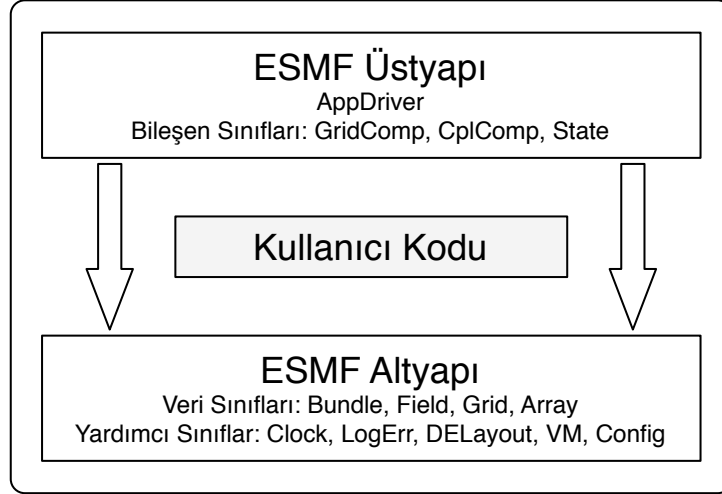 ESMF Üstyapı
AppDriver
Bileşen Sınıfları: GridComp, CplComp, State
Kullanıcı Kodu
ESMF Altyapı
Veri Sınıfları: Bundle, Field, Grid, Array
Yardımcı Sınıflar: Clock, LogErr, DELayout, VM, Config